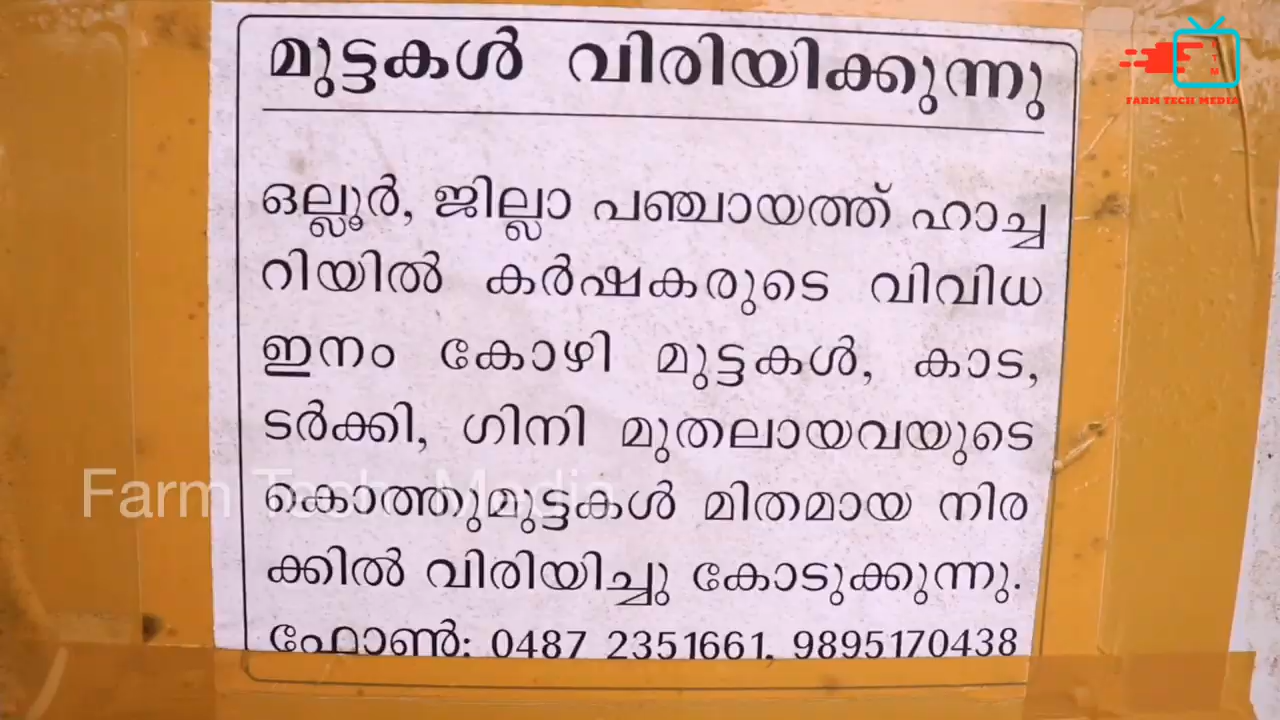 FARM TECH MEDIA
മുട്ടകൾ വിരിയിക്കുന്നു
ഒല്ലൂർ, ജില്ലാ പഞ്ചായത്ത് ഹാച്ച
റിയിൽ കർഷകരുടെ വിവിധ
ഇനം കോഴി മുട്ടകൾ, കാട,
ടർക്കി, ഗിനി മുതലായവയുടെ
കൊത്തുമുട്ടകൾ മിതമായ നിര
ക്കിൽ വിരിയിച്ചു കോടുക്കുന്നു.
ഫോൺ: 0487 2351661, 9895170438
Farm Tech Media